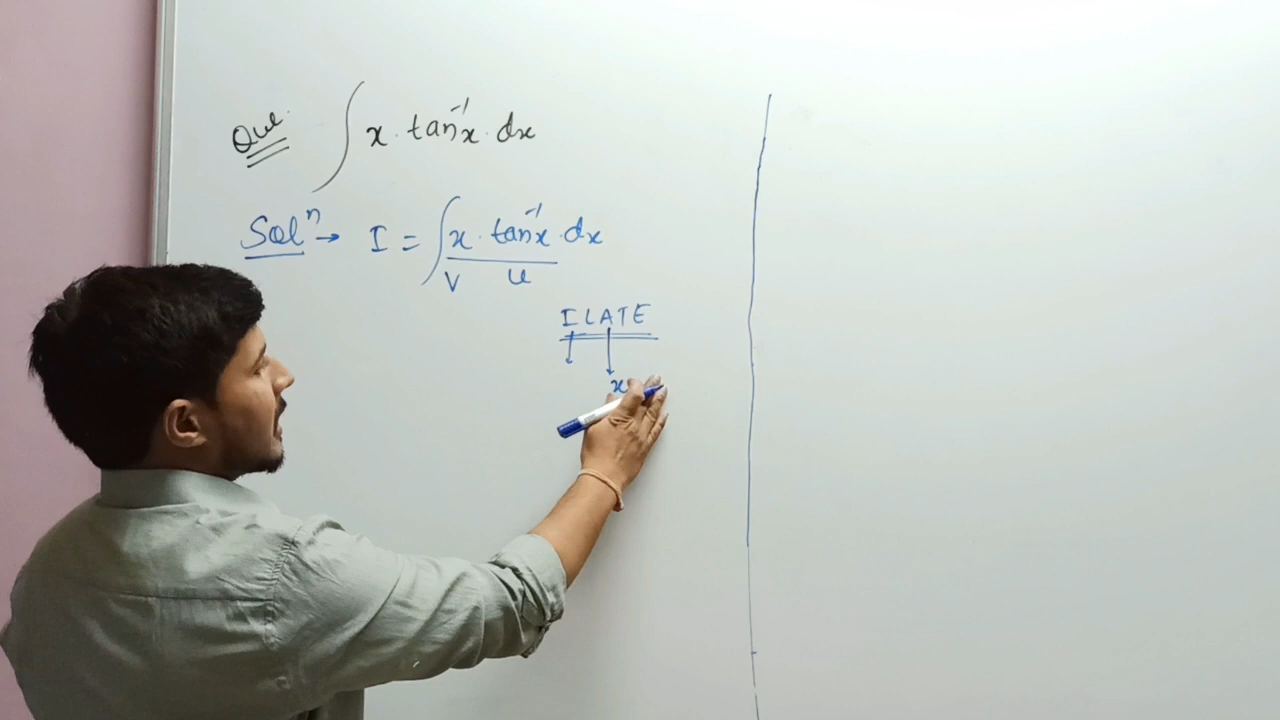 Que. ∫ x · tan⁻¹x · dx
Solⁿ → I = ∫ x · tan⁻¹x · dx
V u
ILATE
x